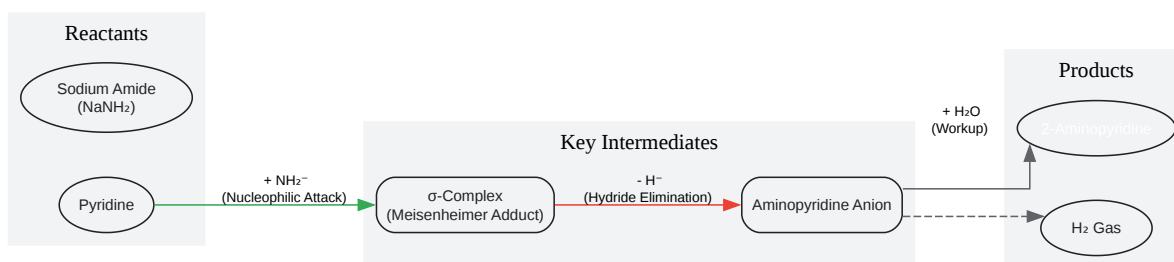 Reactants
Sodium Amide
(NaNH₂)
Pyridine
+ NH₂⁻
(Nucleophilic Attack)
Key Intermediates
σ-Complex
(Meisenheimer Adduct)
- H⁻
(Hydride Elimination)
Aminopyridine Anion
+ H₂O
(Workup)
Products
2-Aminopyridine
H₂ Gas